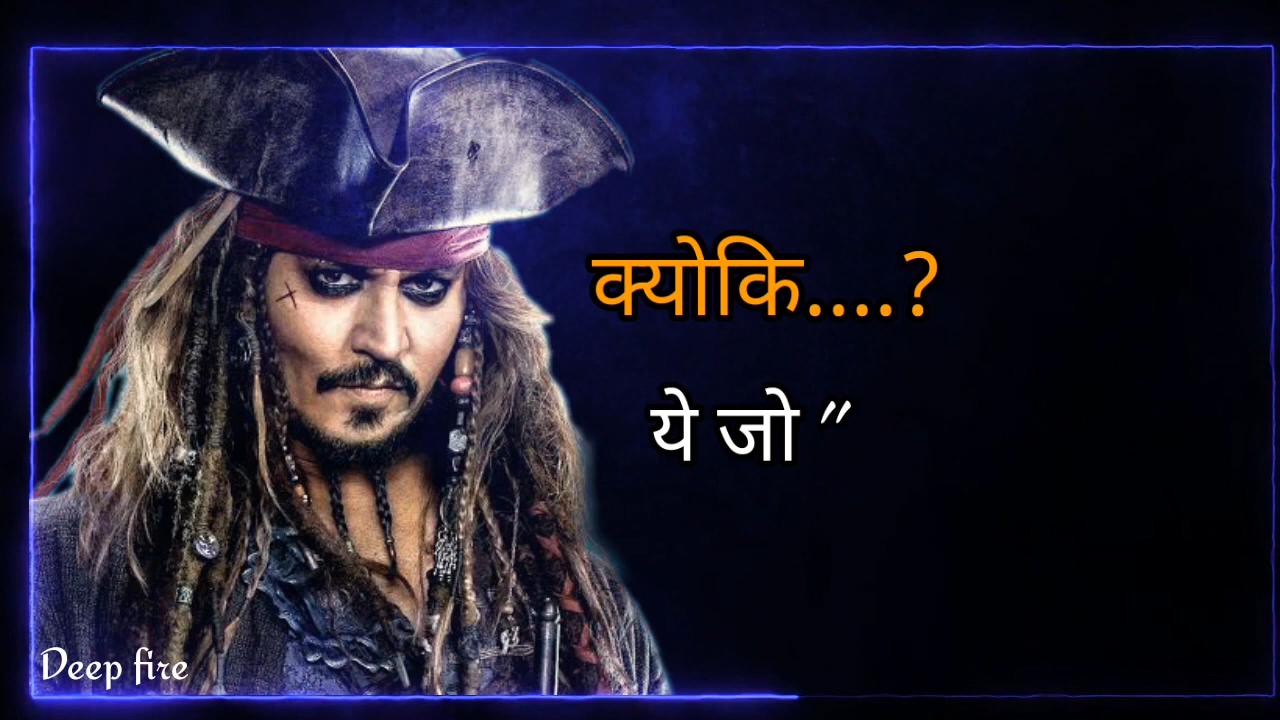 क्योकि....?
ये जो "
Deep fire